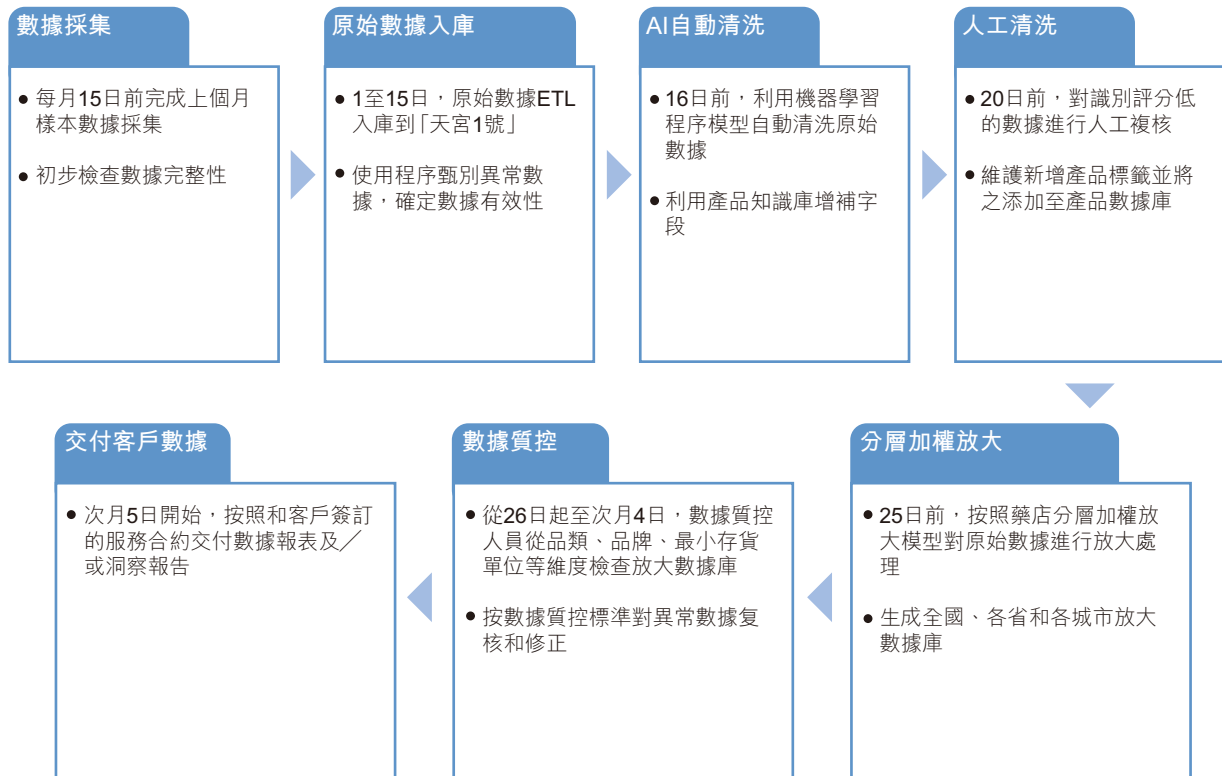 數據採集
• 每月15日前完成上個月
樣本數據採集
• 初步檢查數據完整性
原始數據入庫
• 1至15日，原始數據ETL
入庫到「天宮1號」
• 使用程序甄別異常數
據，確定數據有效性
AI自動清洗
• 16日前，利用機器學習
程序模型自動清洗原始
數據
• 利用產品知識庫增補字
段
人工清洗
• 20日前，對識別評分低
的數據進行人工複核
• 維護新增產品標籤並將
之添加至產品數據庫
分層加權放大
• 25日前，按照藥店分層加權放
大模型對原始數據進行放大處
理
• 生成全國、各省和各城市放大
數據庫
數據質控
• 從26日起至次月4日，數據質控
人員從品類、品牌、最小存貨
單位等維度檢查放大數據庫
• 按數據質控標準對異常數據复
核和修正
交付客戶數據
• 次月5日開始，按照和客戶簽訂
的服務合約交付數據報表及／
或洞察報告